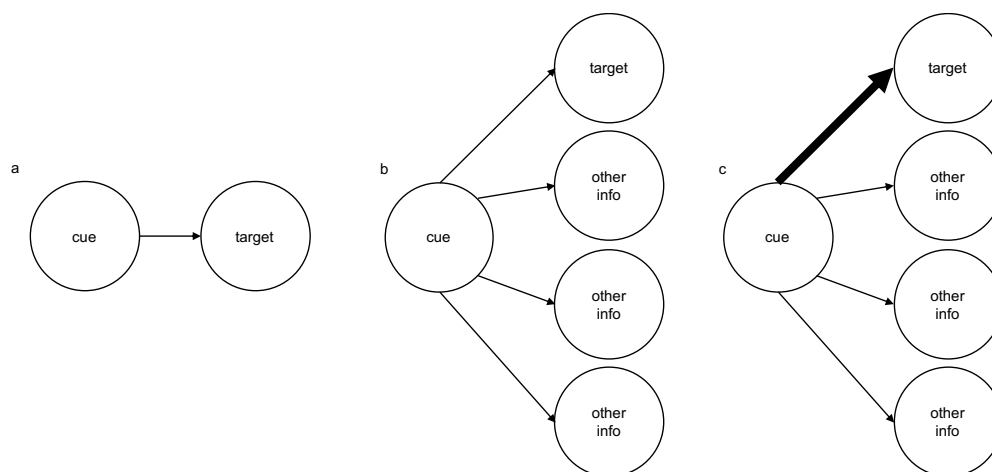 a
cue
target
b
cue
target
other
info
other
info
other
info
c
cue
target
other
info
other
info
other
info